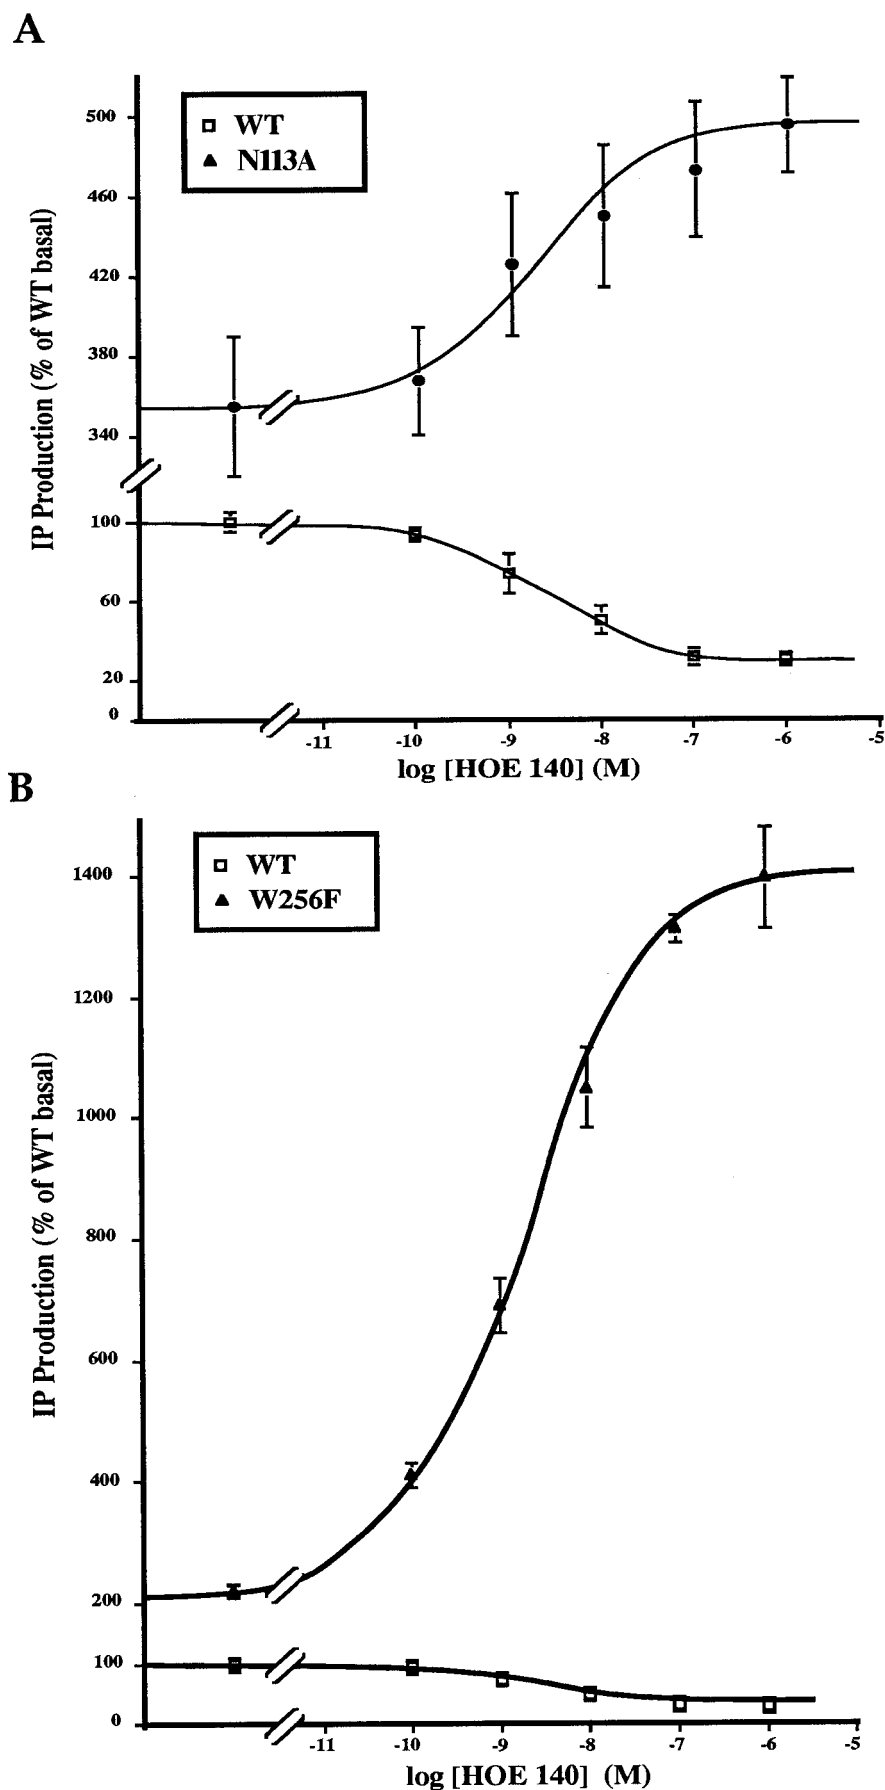 A
IP Production (% of WT basal)
500
460
420
380
340
100
60
20
0
WT
N113A
-11 -10 -9 -8 -7 -6 -5
log [HOE 140] (M)
B
IP Production (% of WT basal)
1400
1200
1000
800
600
400
200
100
0
WT
W256F
-11 -10 -9 -8 -7 -6 -5
log [HOE 140] (M)